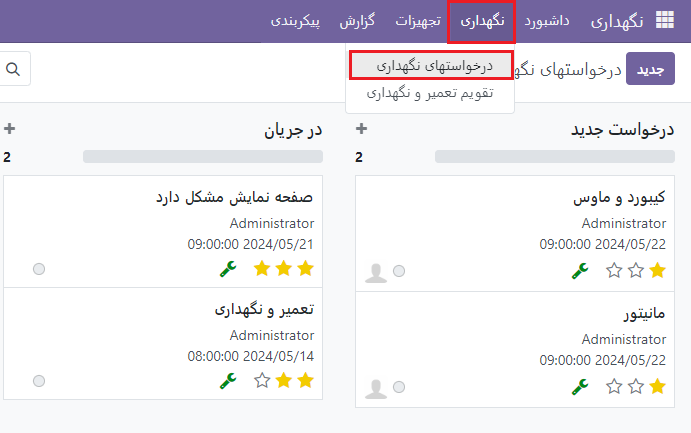 نگهداری
داشبورد
نگهداری
تجهیزات
گزارش
پیکربندی
درخواستهای نگهداری
تقویم تعمیر و نگهداری
جدید
درخواستهای نگه
درخواست جدید
2
کیبورد و ماوس
Administrator
2024/05/22 09:00:00
مانیتور
Administrator
2024/05/22 09:00:00
در جریان
2
صفحه نمایش مشکل دارد
Administrator
2024/05/21 09:00:00
تعمیر و نگهداری
Administrator
2024/05/14 08:00:00